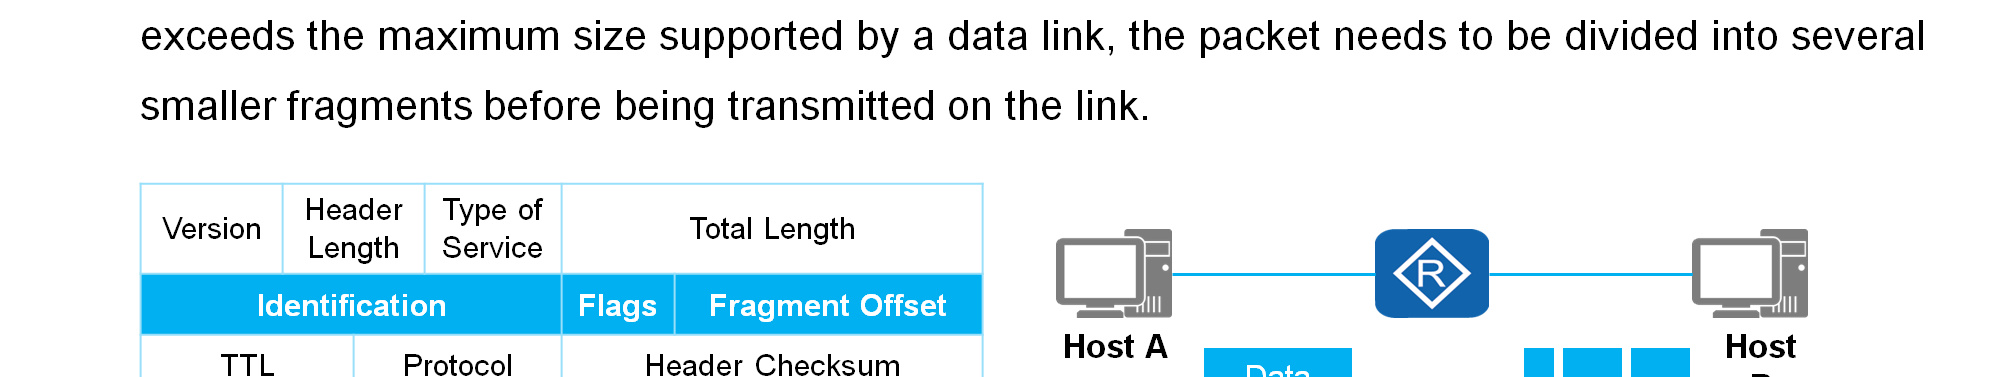 exceeds the maximum size supported by a data link, the packet needs to be divided into several
smaller fragments before being transmitted on the link.
Version
Header
Length
Type of
Service
Total Length
Identification
Flags
Fragment Offset
TTL
Protocol
Header Checksum
R
Host A
Data
Host